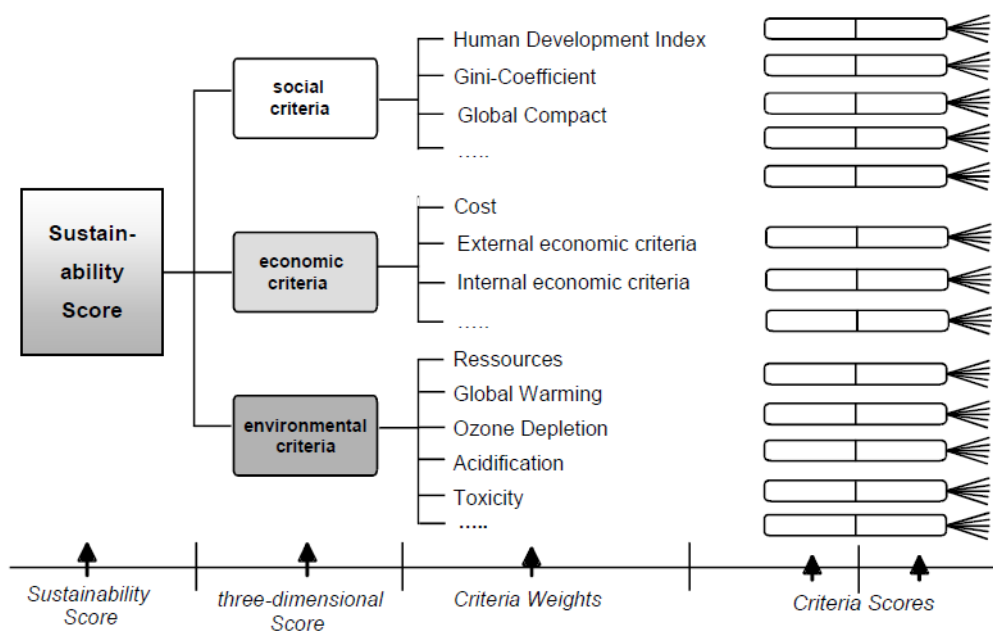 Human Development Index
Gini-Coefficient
Global Compact
.....
social
criteria
Sustain-
ability
Score
Cost
External economic criteria
Internal economic criteria
.....
economic
criteria
Ressources
Global Warming
Ozone Depletion
Acidification
Toxicity
.....
environmental
criteria
Sustainability
Score
three-dimensional
Score
Criteria Weights
Criteria Scores